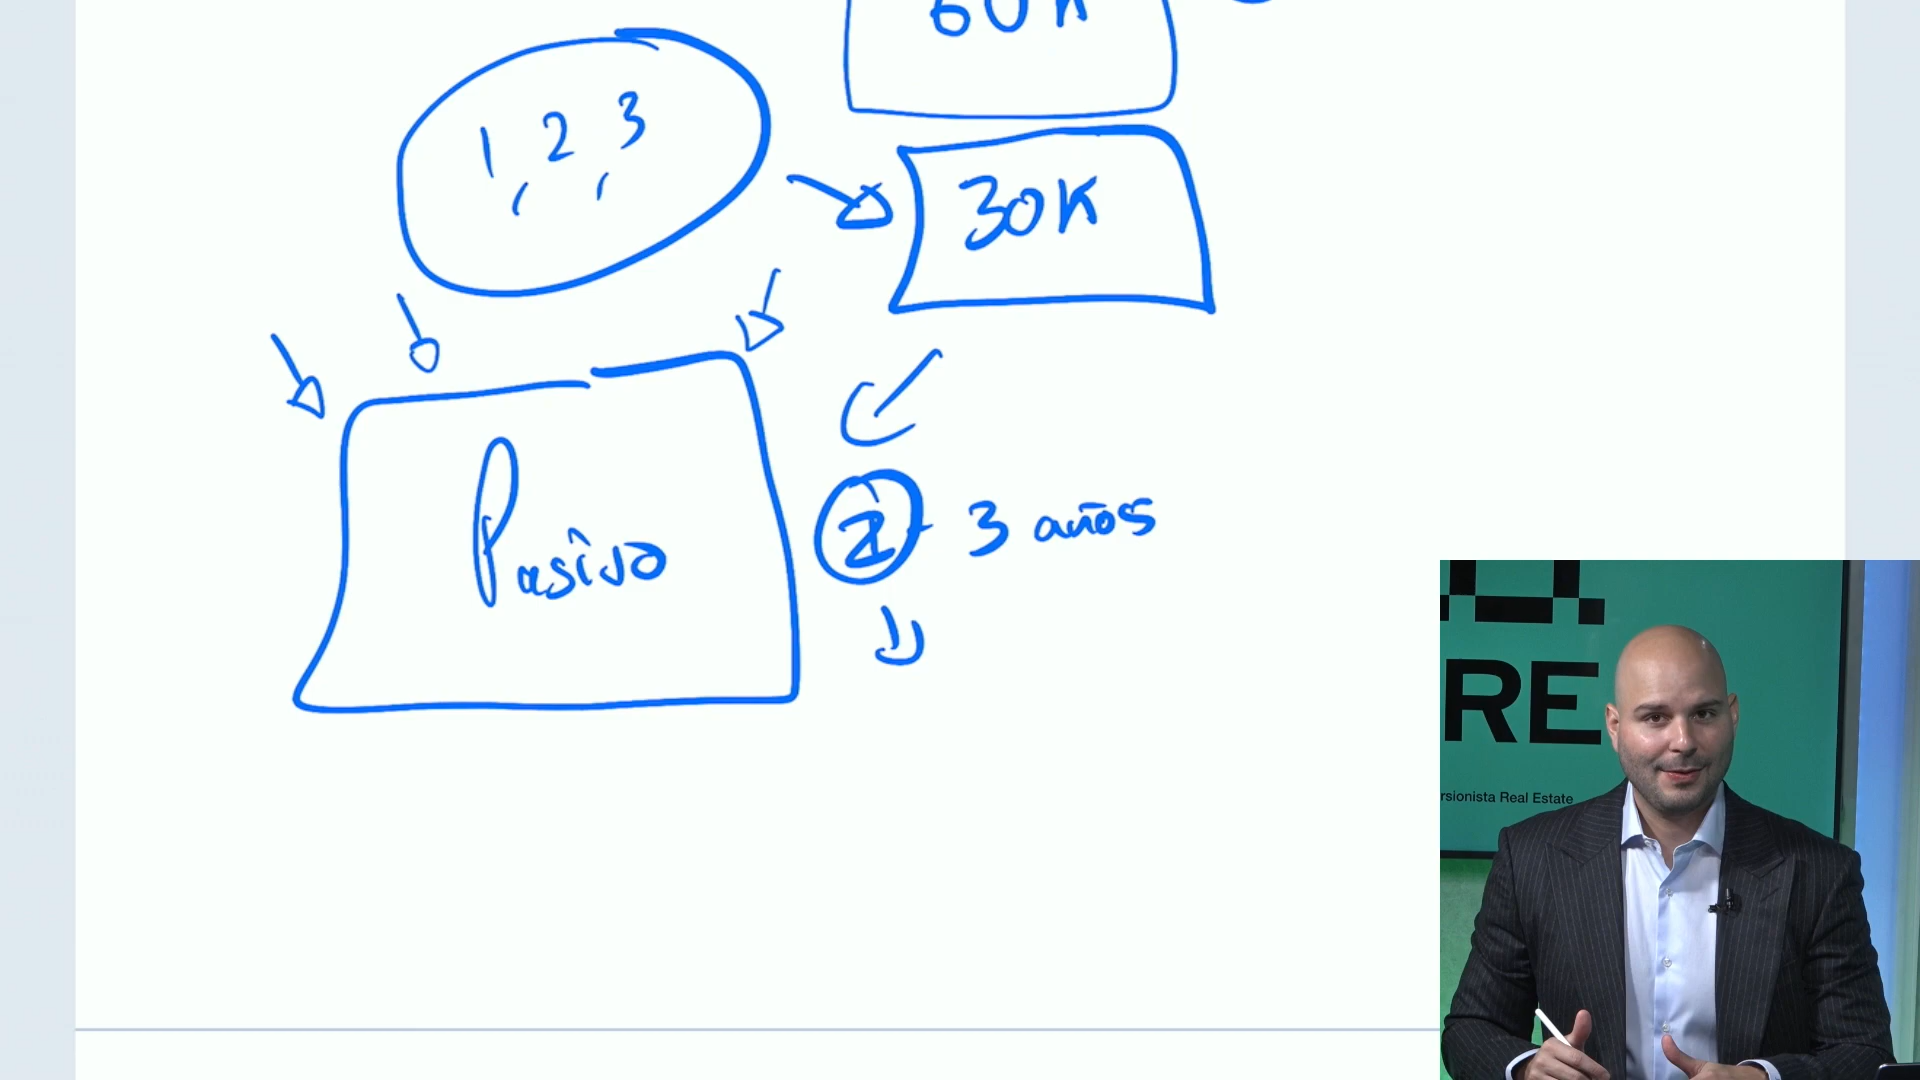 60K
1 2 3
30K
Pasivo
2 - 3 años
RE
rsionista Real Estate